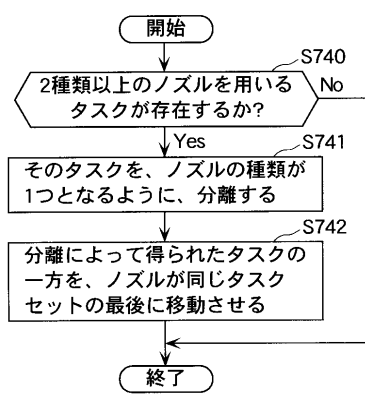 開始
S740
2種類以上のノズルを用いる
タスクが存在するか?
No
Yes
S741
そのタスクを、ノズルの種類が
1つとなるように、分離する
S742
分離によって得られたタスクの
一方を、ノズルが同じタスク
セットの最後に移動させる
終了